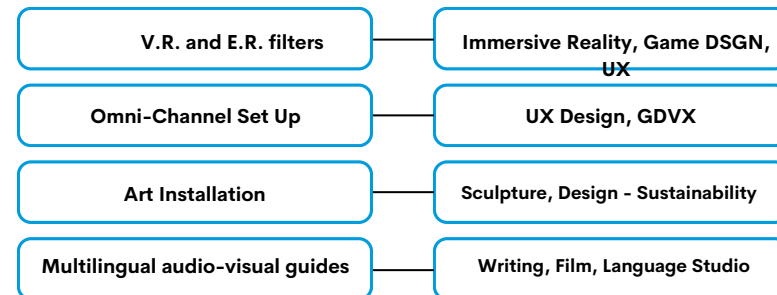 V.R. and E.R. filters
Immersive Reality, Game DSGN,
UX
Omni-Channel Set Up
UX Design, GDVX
Art Installation
Sculpture, Design - Sustainability
Multilingual audio-visual guides
Writing, Film, Language Studio